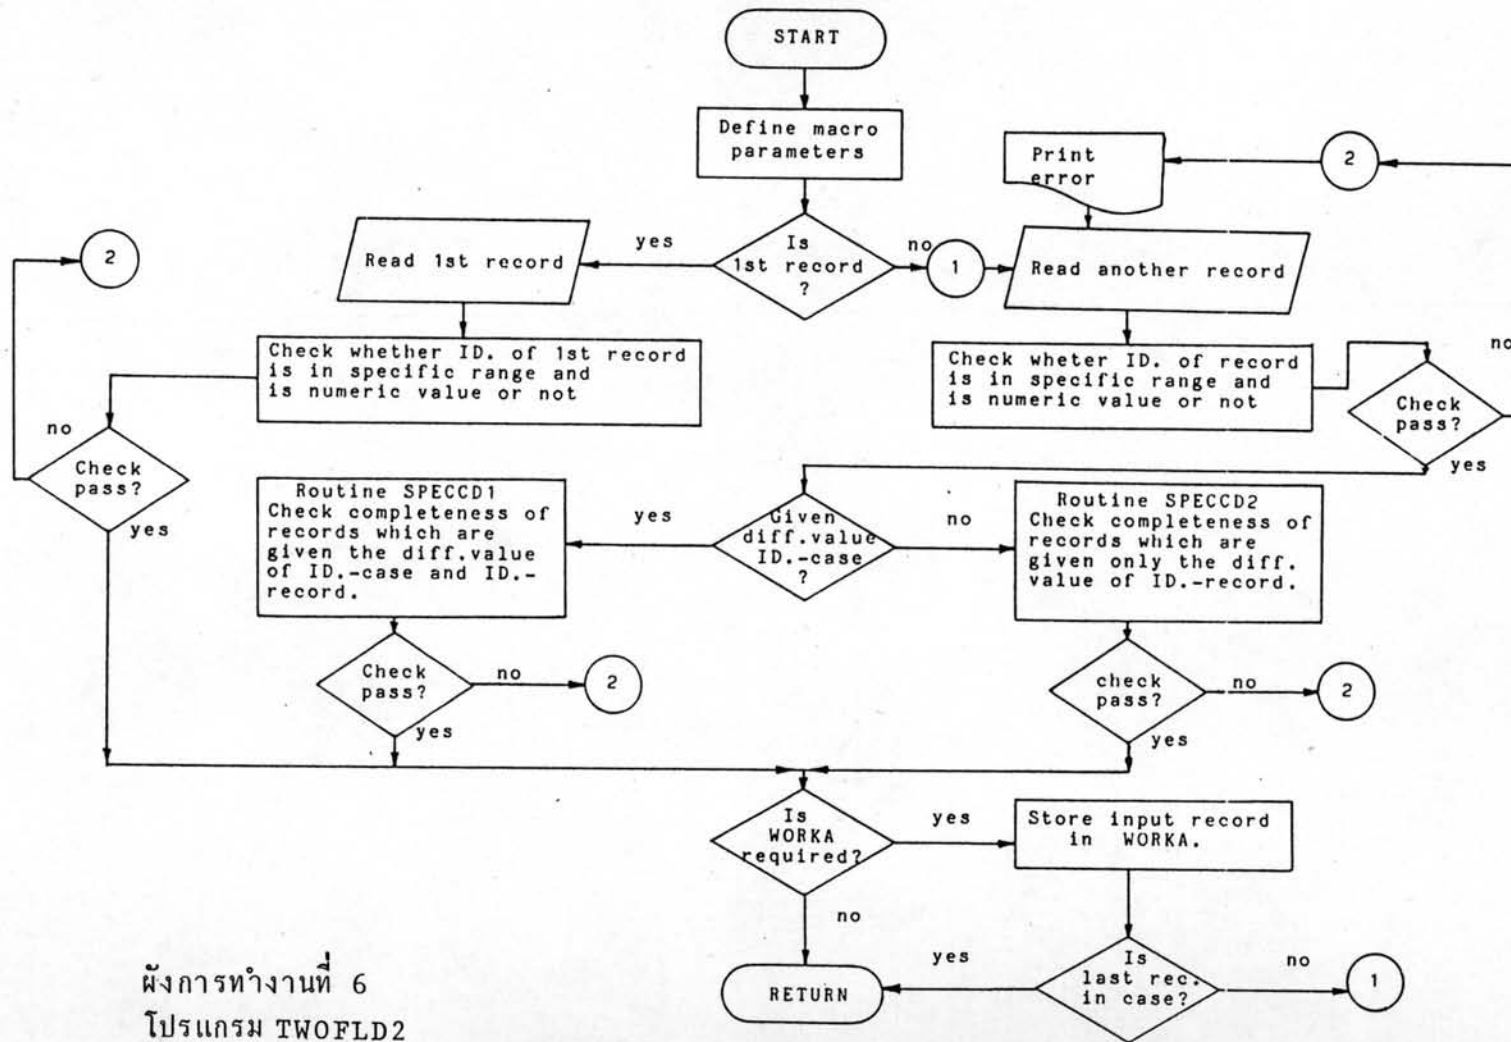 START
Define macro
parameters
Print
error
2
2
yes
Is
1st record
?
no
1
Read 1st record
Read another record
Check whether ID. of 1st record
is in specific range and
is numeric value or not
Check wheter ID. of record
is in specific range and
is numeric value or not
no
Check
pass?
yes
no
Check
pass?
yes
Routine SPECCD1
Check completeness of
records which are
given the diff.value
of ID.-case and ID.-
record.
yes
Given
diff.value
ID.-case
?
no
Routine SPECCD2
Check completeness of
records which are
given only the diff.
value of ID.-record.
Check
pass?
no
2
yes
check
pass?
no
2
yes
Is
WORKA
required?
yes
Store input record
in WORKA.
no
RETURN
yes
Is
last rec.
in case?
no
1
ผังการทำงานที่ 6
โปรแกรม TWOFLD2